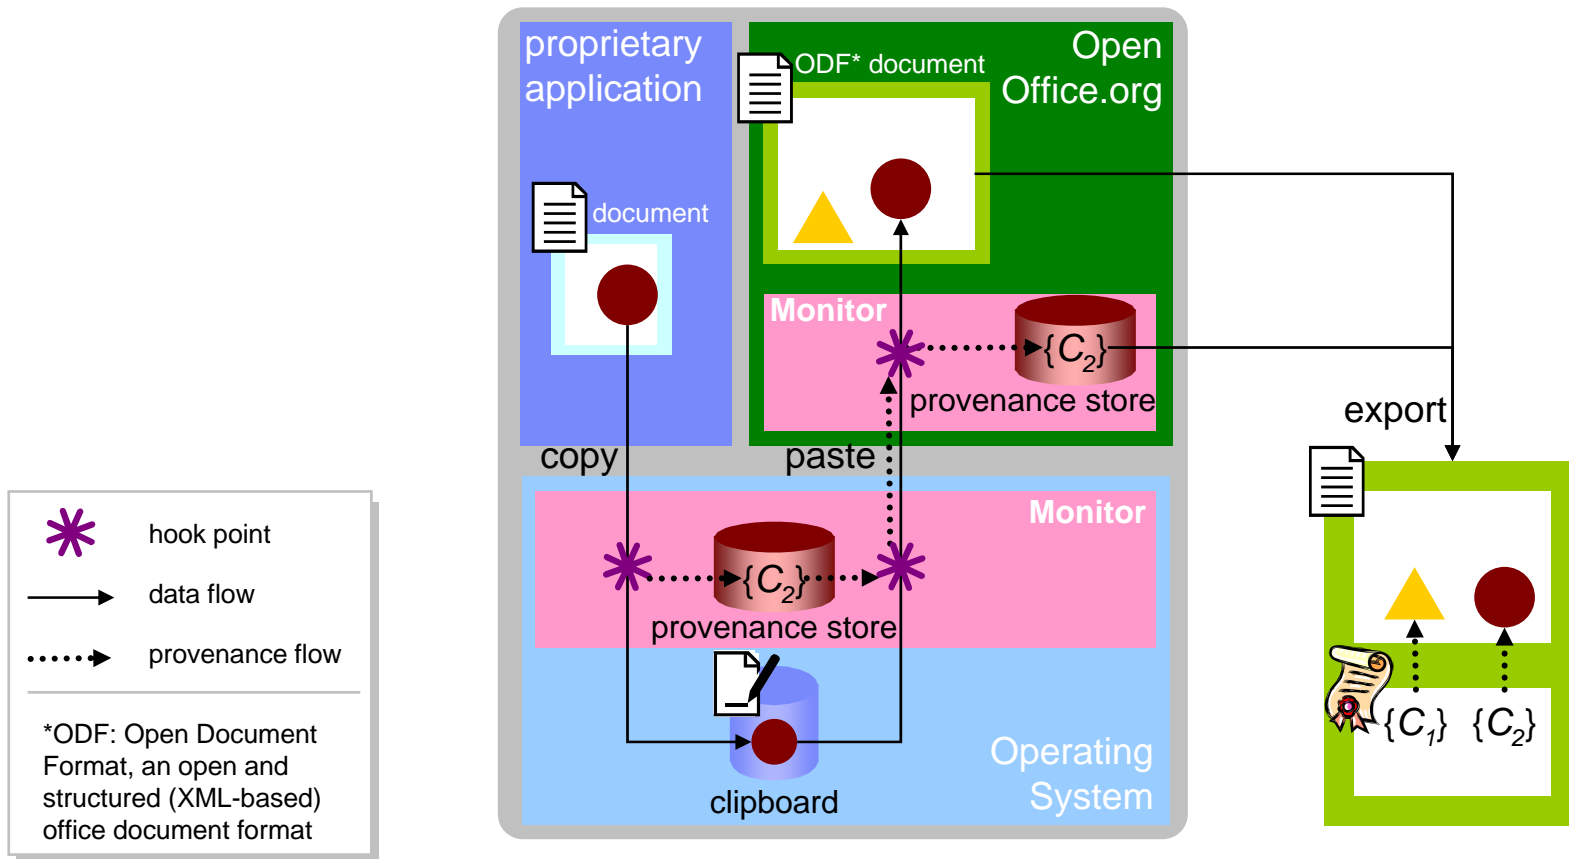 proprietary
application
Open
Office.org
ODF* document
document
Monitor
{C2}
provenance store
copy
paste
export
Monitor
{C2}
provenance store
clipboard
Operating
System
{C1} {C2}
hook point
data flow
provenance flow
*ODF: Open Document
Format, an open and
structured (XML-based)
office document format